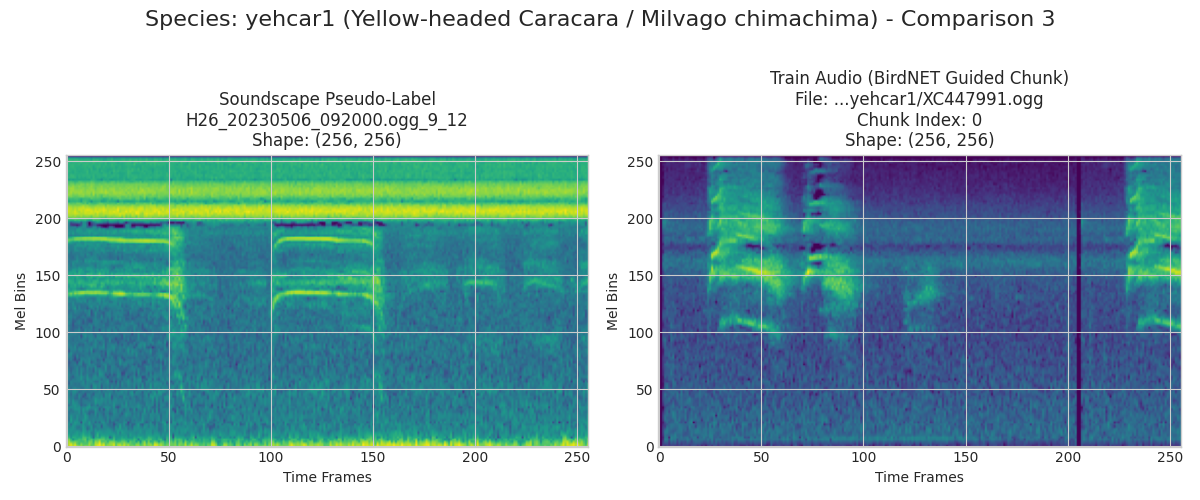 Species: yehcar1 (Yellow-headed Caracara / Milvago chimachima) - Comparison 3
Soundscape Pseudo-Label
H26_20230506_092000.ogg_9_12
Shape: (256, 256)
Train Audio (BirdNET Guided Chunk)
File: ...yehcar1/XC447991.ogg
Chunk Index: 0
Shape: (256, 256)
Mel Bins
250
200
150
100
50
0
0 50 100 150 200 250
Time Frames
Mel Bins
250
200
150
100
50
0
0 50 100 150 200 250
Time Frames